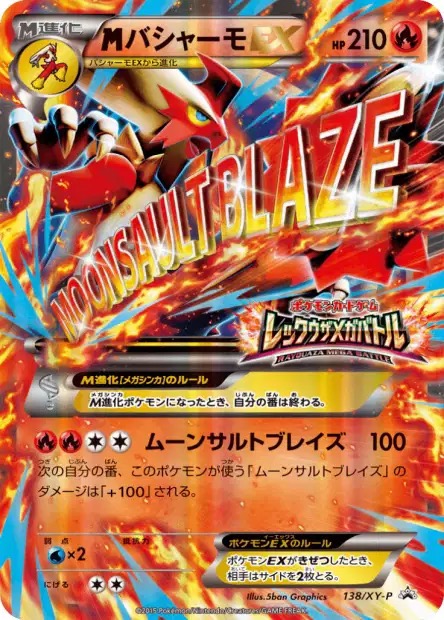 M進化
MバシャーモEX
HP210
バシャーモEXから進化
MOONSAULT BLAZE
ポケモンカードゲーム
レックウザメガバトル
RAYQUAZA MEGA BATTLE
M進化[メガシンカ]のルール
M進化ポケモンになったとき、自分の番は終わる。
ムーンサルトブレイズ 100
次の自分の番、このポケモンが使う「ムーンサルトブレイズ」の
ダメージは「+100」される。
弱点 抵抗力
×2
にげる
ポケモンEXのルール
ポケモンEXがきぜつしたとき、
相手はサイドを2枚とる。
Illus.5ban Graphics 138/XY-P
©2015 Pokémon/Nintendo/Creatures/GAME FREAK.